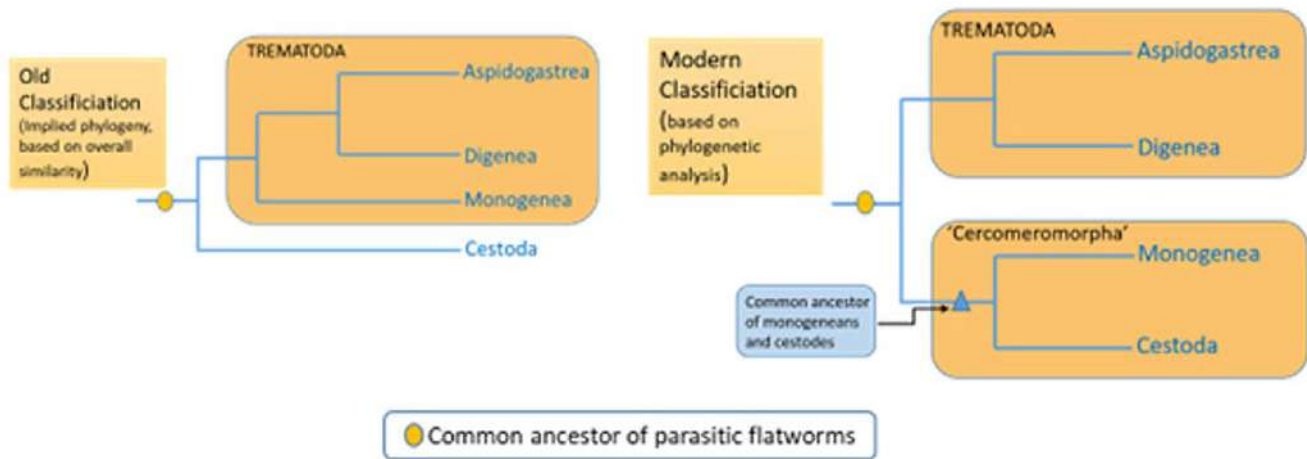 Old
Classificiation
(Implied phylogeny,
based on overall
similarity)
TREMATODA
Aspidogastrea
Digenea
Monogenea
Cestoda
Modern
Classificiation
(based on
phylogenetic
analysis)
TREMATODA
Aspidogastrea
Digenea
'Cercomeromorpha'
Monogenea
Cestoda
Common ancestor
of monogeneans
and cestodes
Common ancestor of parasitic flatworms